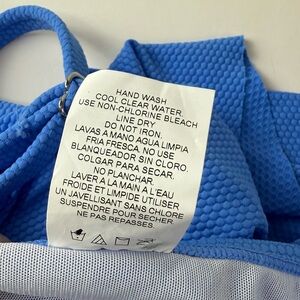 HAND WASH
COOL CLEAR WATER
USE NON-CHLORINE BLEACH
LINE DRY
DO NOT IRON.
LAVAS A MANO AQUA LIMPIA
FRIA FRESCA. NO USE
BLANQUEADOR SIN CLORO.
COLGAR PARA SECAR.
NO PLANCHAR.
LAVER A LA MAIN A L'EAU
FROIDE ET LIMPIDE UTILISER
UN JAVELLISANT SANS CHLORE
SUSPENDRE POUR SECHER
NE PAS REPASSES.